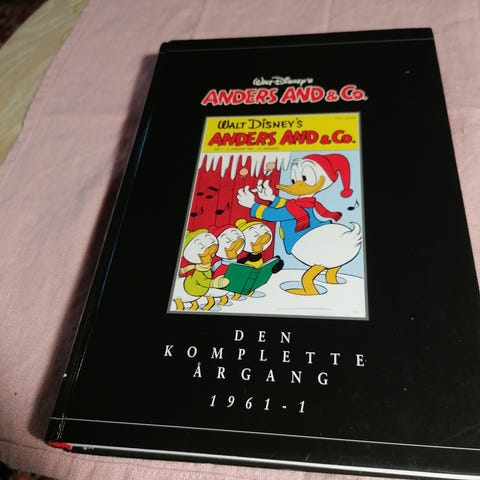 Walt Disney's
ANDERS AND & Co.
WALT DISNEY'S
ANDERS AND & Co.
DEN
KOMPLETTE
ÅRGANG
1961-1